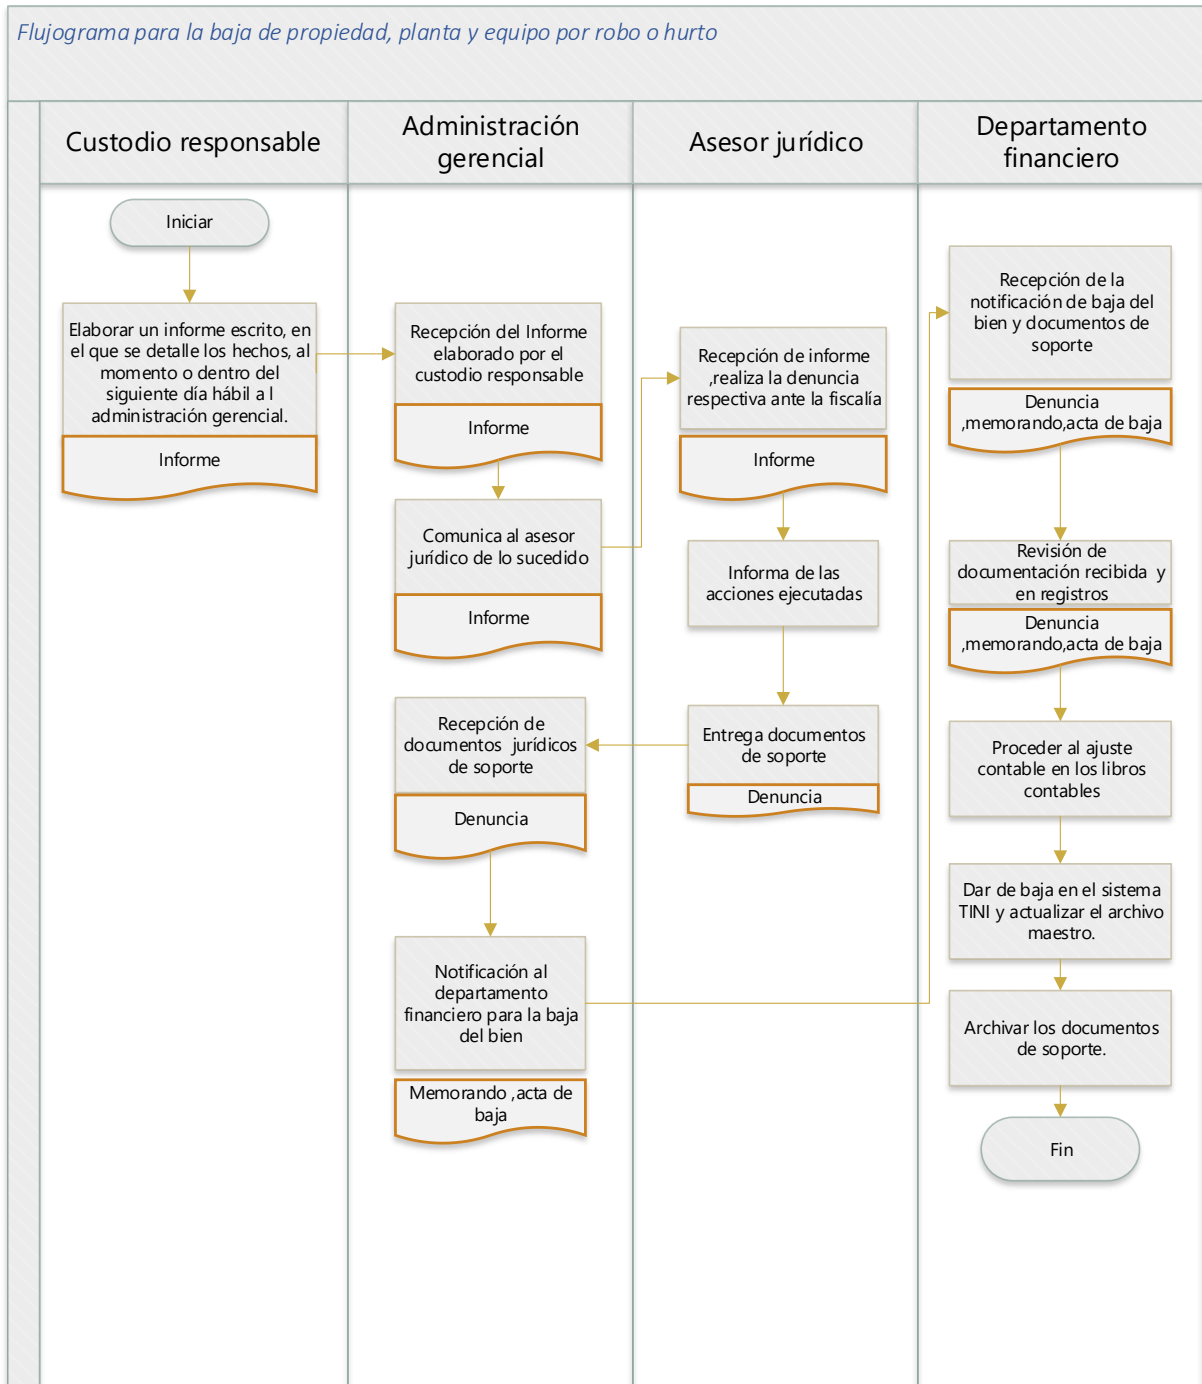 Flujograma para la baja de propiedad, planta y equipo por robo o hurto
Custodio responsable
Administración
gerencial
Asesor jurídico
Departamento
financiero
Iniciar
Elaborar un informe escrito, en
el que se detalle los hechos, al
momento o dentro del
siguiente día hábil a l
administración gerencial.
Informe
Recepción del Informe
elaborado por el
custodio responsable
Informe
Comunica al asesor
jurídico de lo sucedido
Informe
Recepción de
documentos jurídicos
de soporte
Denuncia
Notificación al
departamento
financiero para la baja
del bien
Memorando ,acta de
baja
Recepción de informe
,realiza la denuncia
respectiva ante la fiscalía
Informe
Informa de las
acciones ejecutadas
Entrega documentos
de soporte
Denuncia
Recepción de la
notificación de baja del
bien y documentos de
soporte
Denuncia
,memorando,acta de baja
Revisión de
documentación recibida y
en registros
Denuncia
,memorando,acta de baja
Proceder al ajuste
contable en los libros
contables
Dar de baja en el sistema
TINI y actualizar el archivo
maestro.
Archivar los documentos
de soporte.
Fin